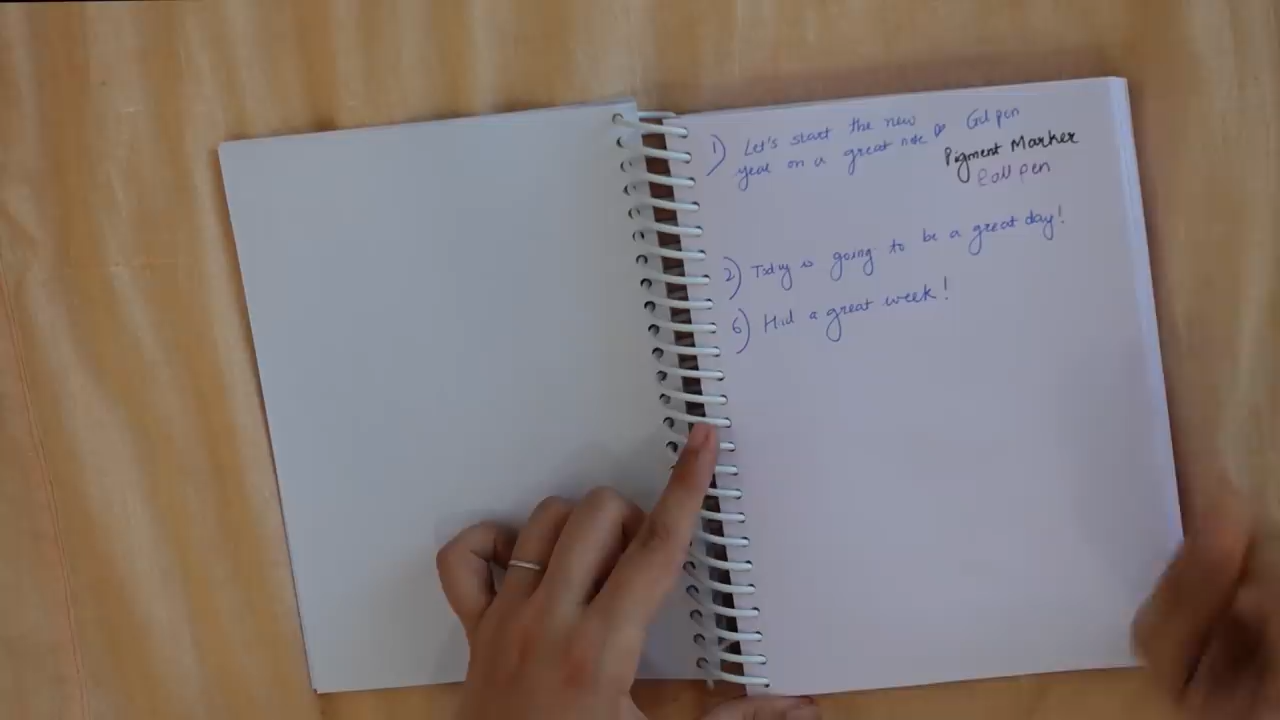 1) Let's start the new
year on a great note Gel pen
Pigment Marker
Ball pen
2) Today is going to be a great day!
6) Had a great week!